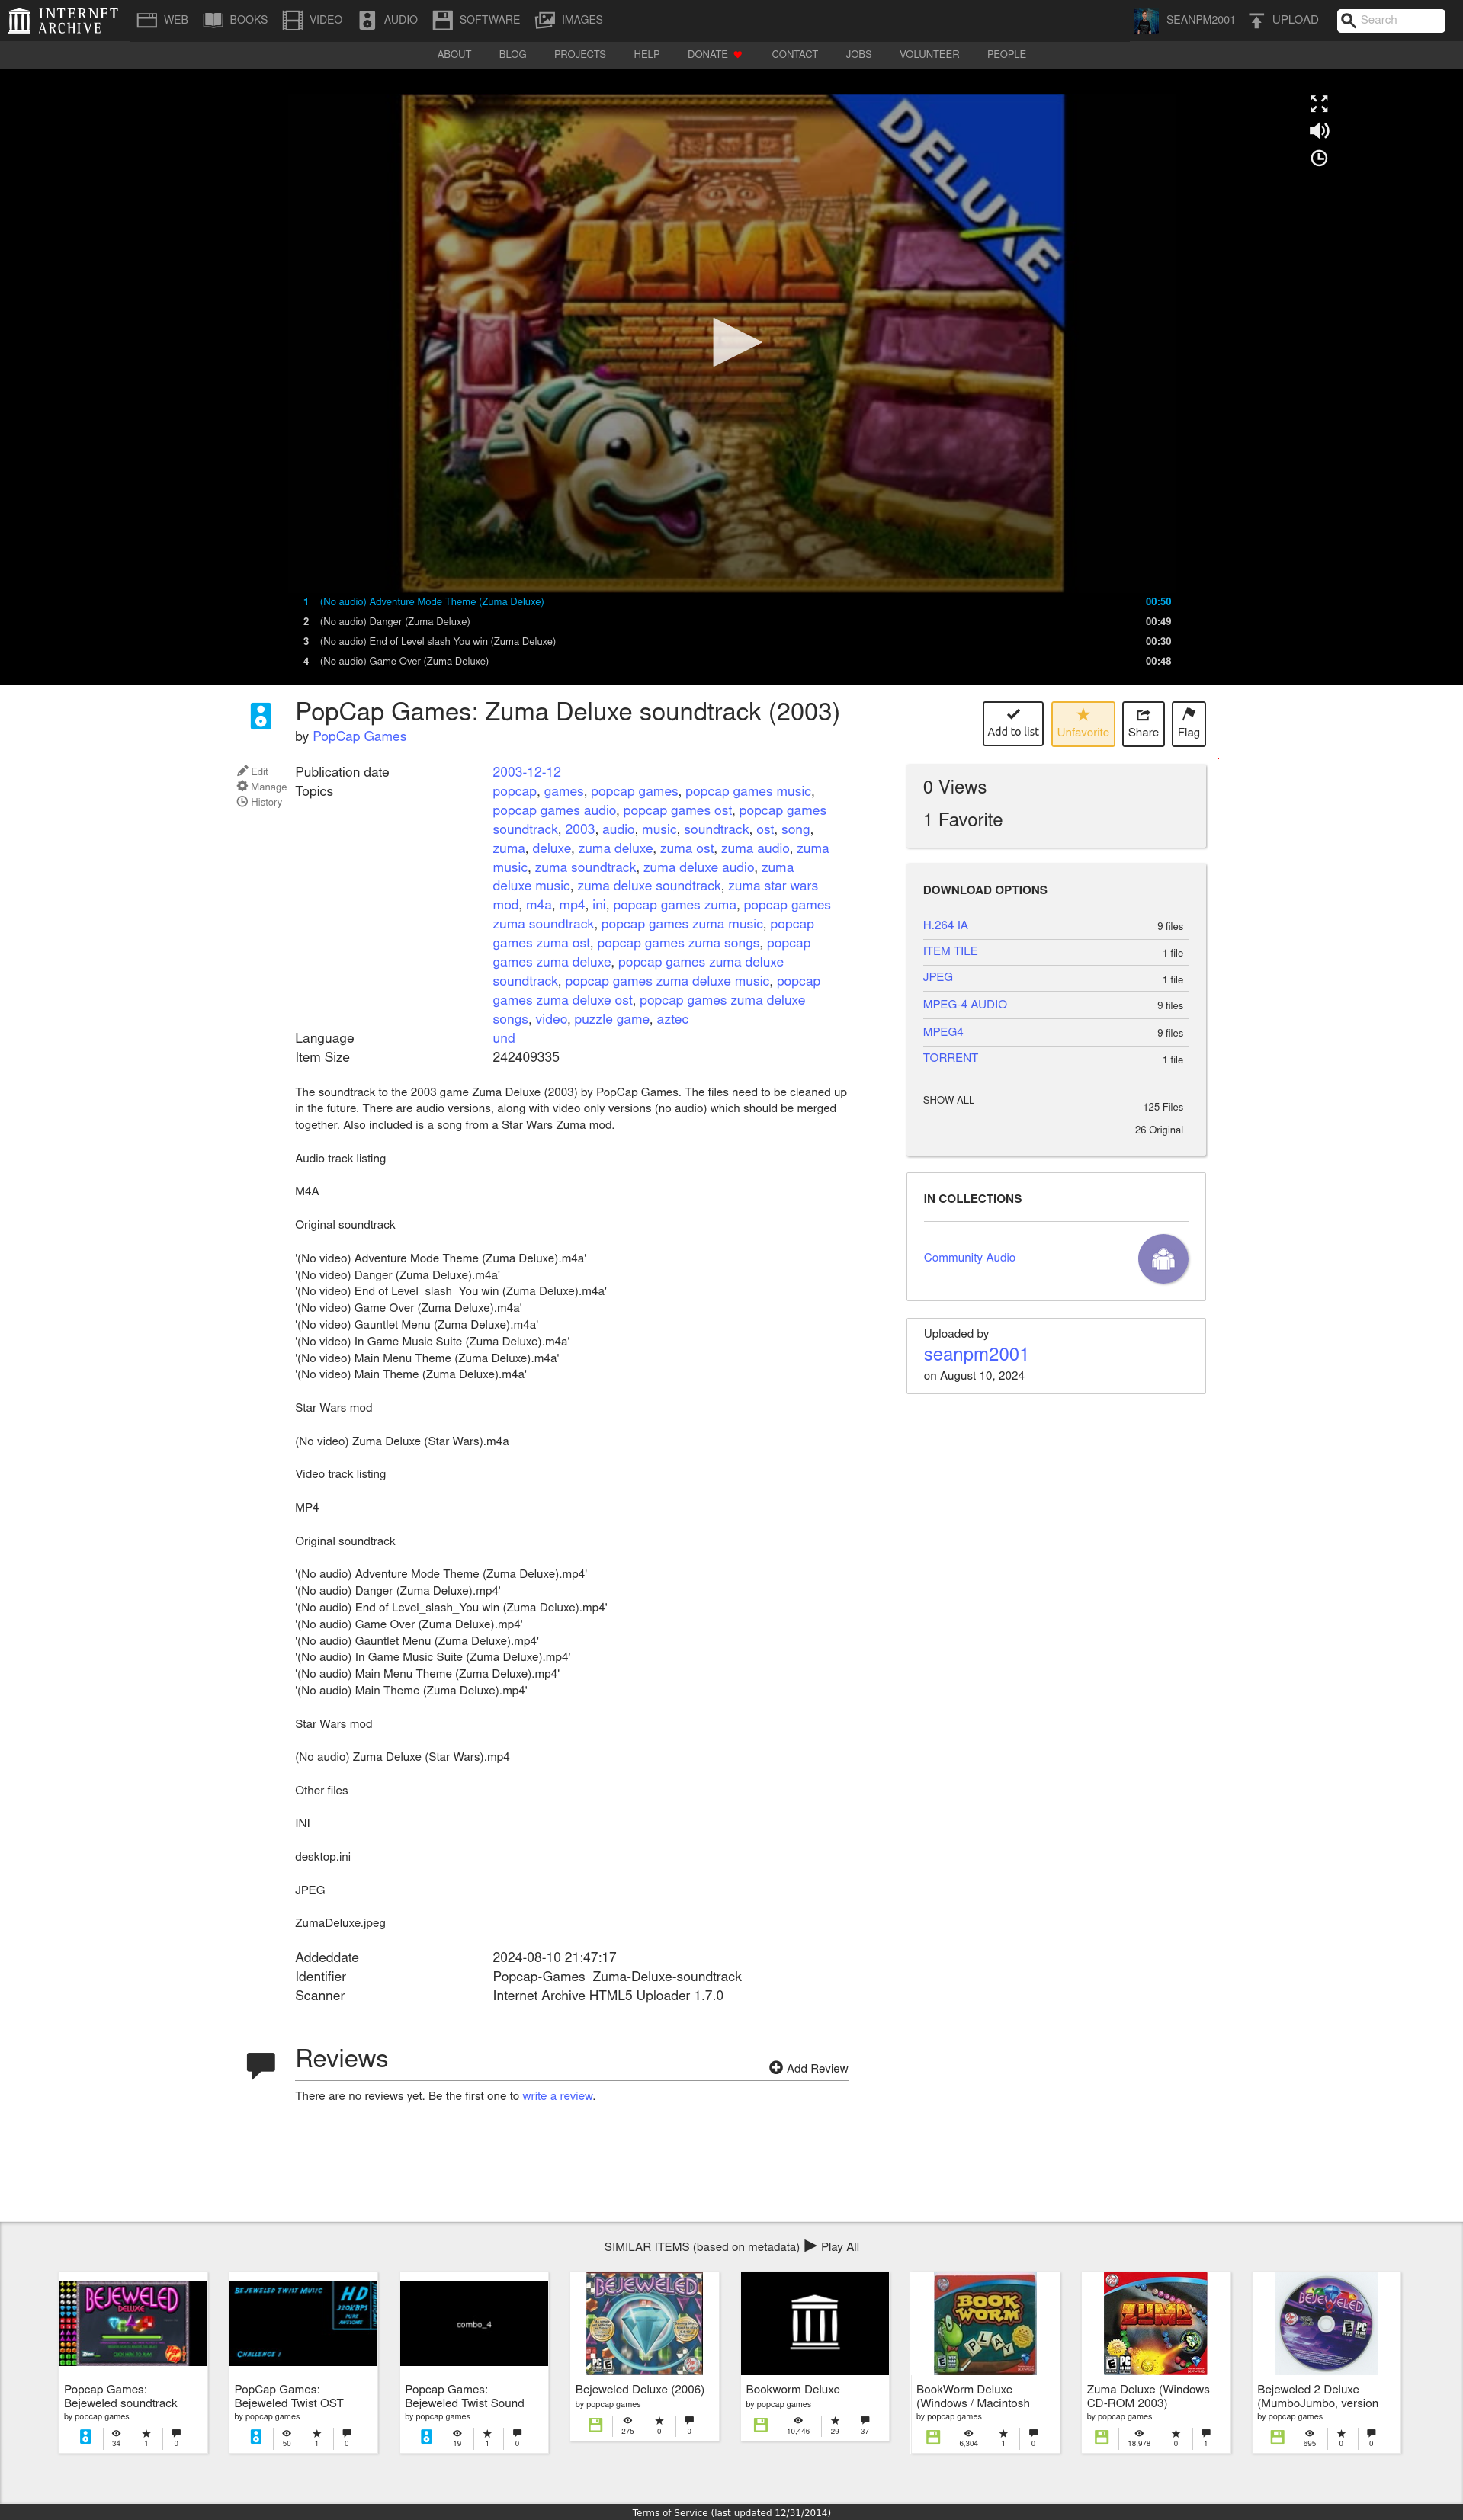 INTERNET ARCHIVE WEB BOOKS VIDEO AUDIO SOFTWARE IMAGES SEANPM2001 UPLOAD Search
ABOUT BLOG PROJECTS HELP DONATE CONTACT JOBS VOLUNTEER PEOPLE
DELUXE
ZUMA
1 (No audio) Adventure Mode Theme (Zuma Deluxe) 00:50
2 (No audio) Danger (Zuma Deluxe) 00:49
3 (No audio) End of Level slash You win (Zuma Deluxe) 00:30
4 (No audio) Game Over (Zuma Deluxe) 00:48
PopCap Games: Zuma Deluxe soundtrack (2003)
by PopCap Games
Add to list Unfavorite Share Flag
Edit
Manage
History
Publication date 2003-12-12
Topics popcap, games, popcap games, popcap games music,
popcap games audio, popcap games ost, popcap games
soundtrack, 2003, audio, music, soundtrack, ost, song,
zuma, deluxe, zuma deluxe, zuma ost, zuma audio, zuma
music, zuma soundtrack, zuma deluxe audio, zuma
deluxe music, zuma deluxe soundtrack, zuma star wars
mod, m4a, mp4, ini, popcap games zuma, popcap games
zuma soundtrack, popcap games zuma music, popcap
games zuma ost, popcap games zuma songs, popcap
games zuma deluxe, popcap games zuma deluxe
soundtrack, popcap games zuma deluxe music, popcap
games zuma deluxe ost, popcap games zuma deluxe
songs, video, puzzle game, aztec
Language und
Item Size 242409335
The soundtrack to the 2003 game Zuma Deluxe (2003) by PopCap Games. The files need to be cleaned up
in the future. There are audio versions, along with video only versions (no audio) which should be merged
together. Also included is a song from a Star Wars Zuma mod.
Audio track listing
M4A
Original soundtrack
'(No video) Adventure Mode Theme (Zuma Deluxe).m4a'
'(No video) Danger (Zuma Deluxe).m4a'
'(No video) End of Level_slash_You win (Zuma Deluxe).m4a'
'(No video) Game Over (Zuma Deluxe).m4a'
'(No video) Gauntlet Menu (Zuma Deluxe).m4a'
'(No video) In Game Music Suite (Zuma Deluxe).m4a'
'(No video) Main Menu Theme (Zuma Deluxe).m4a'
'(No video) Main Theme (Zuma Deluxe).m4a'
Star Wars mod
(No video) Zuma Deluxe (Star Wars).m4a
Video track listing
MP4
Original soundtrack
'(No audio) Adventure Mode Theme (Zuma Deluxe).mp4'
'(No audio) Danger (Zuma Deluxe).mp4'
'(No audio) End of Level_slash_You win (Zuma Deluxe).mp4'
'(No audio) Game Over (Zuma Deluxe).mp4'
'(No audio) Gauntlet Menu (Zuma Deluxe).mp4'
'(No audio) In Game Music Suite (Zuma Deluxe).mp4'
'(No audio) Main Menu Theme (Zuma Deluxe).mp4'
'(No audio) Main Theme (Zuma Deluxe).mp4'
Star Wars mod
(No audio) Zuma Deluxe (Star Wars).mp4
Other files
INI
desktop.ini
JPEG
ZumaDeluxe.jpeg
Addeddate 2024-08-10 21:47:17
Identifier Popcap-Games_Zuma-Deluxe-soundtrack
Scanner Internet Archive HTML5 Uploader 1.7.0
0 Views
1 Favorite
DOWNLOAD OPTIONS
H.264 IA 9 files
ITEM TILE 1 file
JPEG 1 file
MPEG-4 AUDIO 9 files
MPEG4 9 files
TORRENT 1 file
SHOW ALL 125 Files
26 Original
IN COLLECTIONS
Community Audio
Uploaded by
seanpm2001
on August 10, 2024
Reviews
Add Review
There are no reviews yet. Be the first one to write a review.
SIMILAR ITEMS (based on metadata) Play All
BEJEWELED
DELUXE
Popcap Games:
Bejeweled soundtrack
by popcap games
34 1 0
BEJEWELED TWIST MUSIC
HD
320KBPS
PURE
AWESOME
CHALLENGE 1
PopCap Games:
Bejeweled Twist OST
by popcap games
50 1 0
combo_4
Popcap Games:
Bejeweled Twist Sound
by popcap games
19 1 0
BEJEWELED
Bejeweled Deluxe (2006)
by popcap games
275 0 0
Bookworm Deluxe
by popcap games
10,446 29 37
BOOK
WORM
PLAY
BookWorm Deluxe
(Windows / Macintosh
by popcap games
6,304 1 0
ZUMA
PC
Zuma Deluxe (Windows
CD-ROM 2003)
by popcap games
18,978 0 1
BEJEWELED
PC
Bejeweled 2 Deluxe
(MumboJumbo, version
by popcap games
695 0 0
Terms of Service (last updated 12/31/2014)